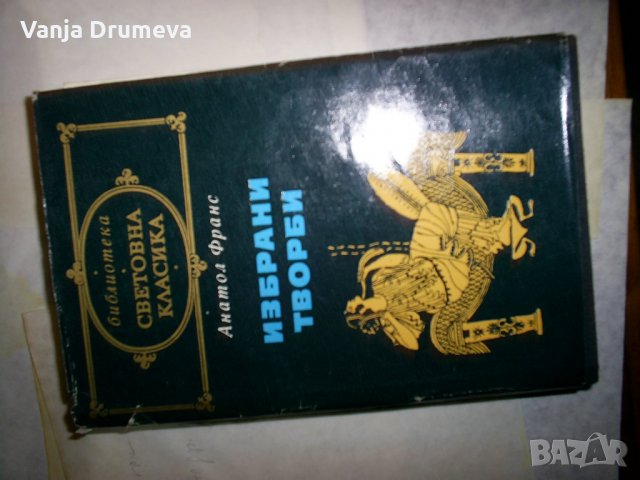 Vanja Drumeva
библиотека
СВЕТОВНА
КЛАСИКА
Анатол Франс
ИЗБРАНИ
ТВОРБИ
BAZAR